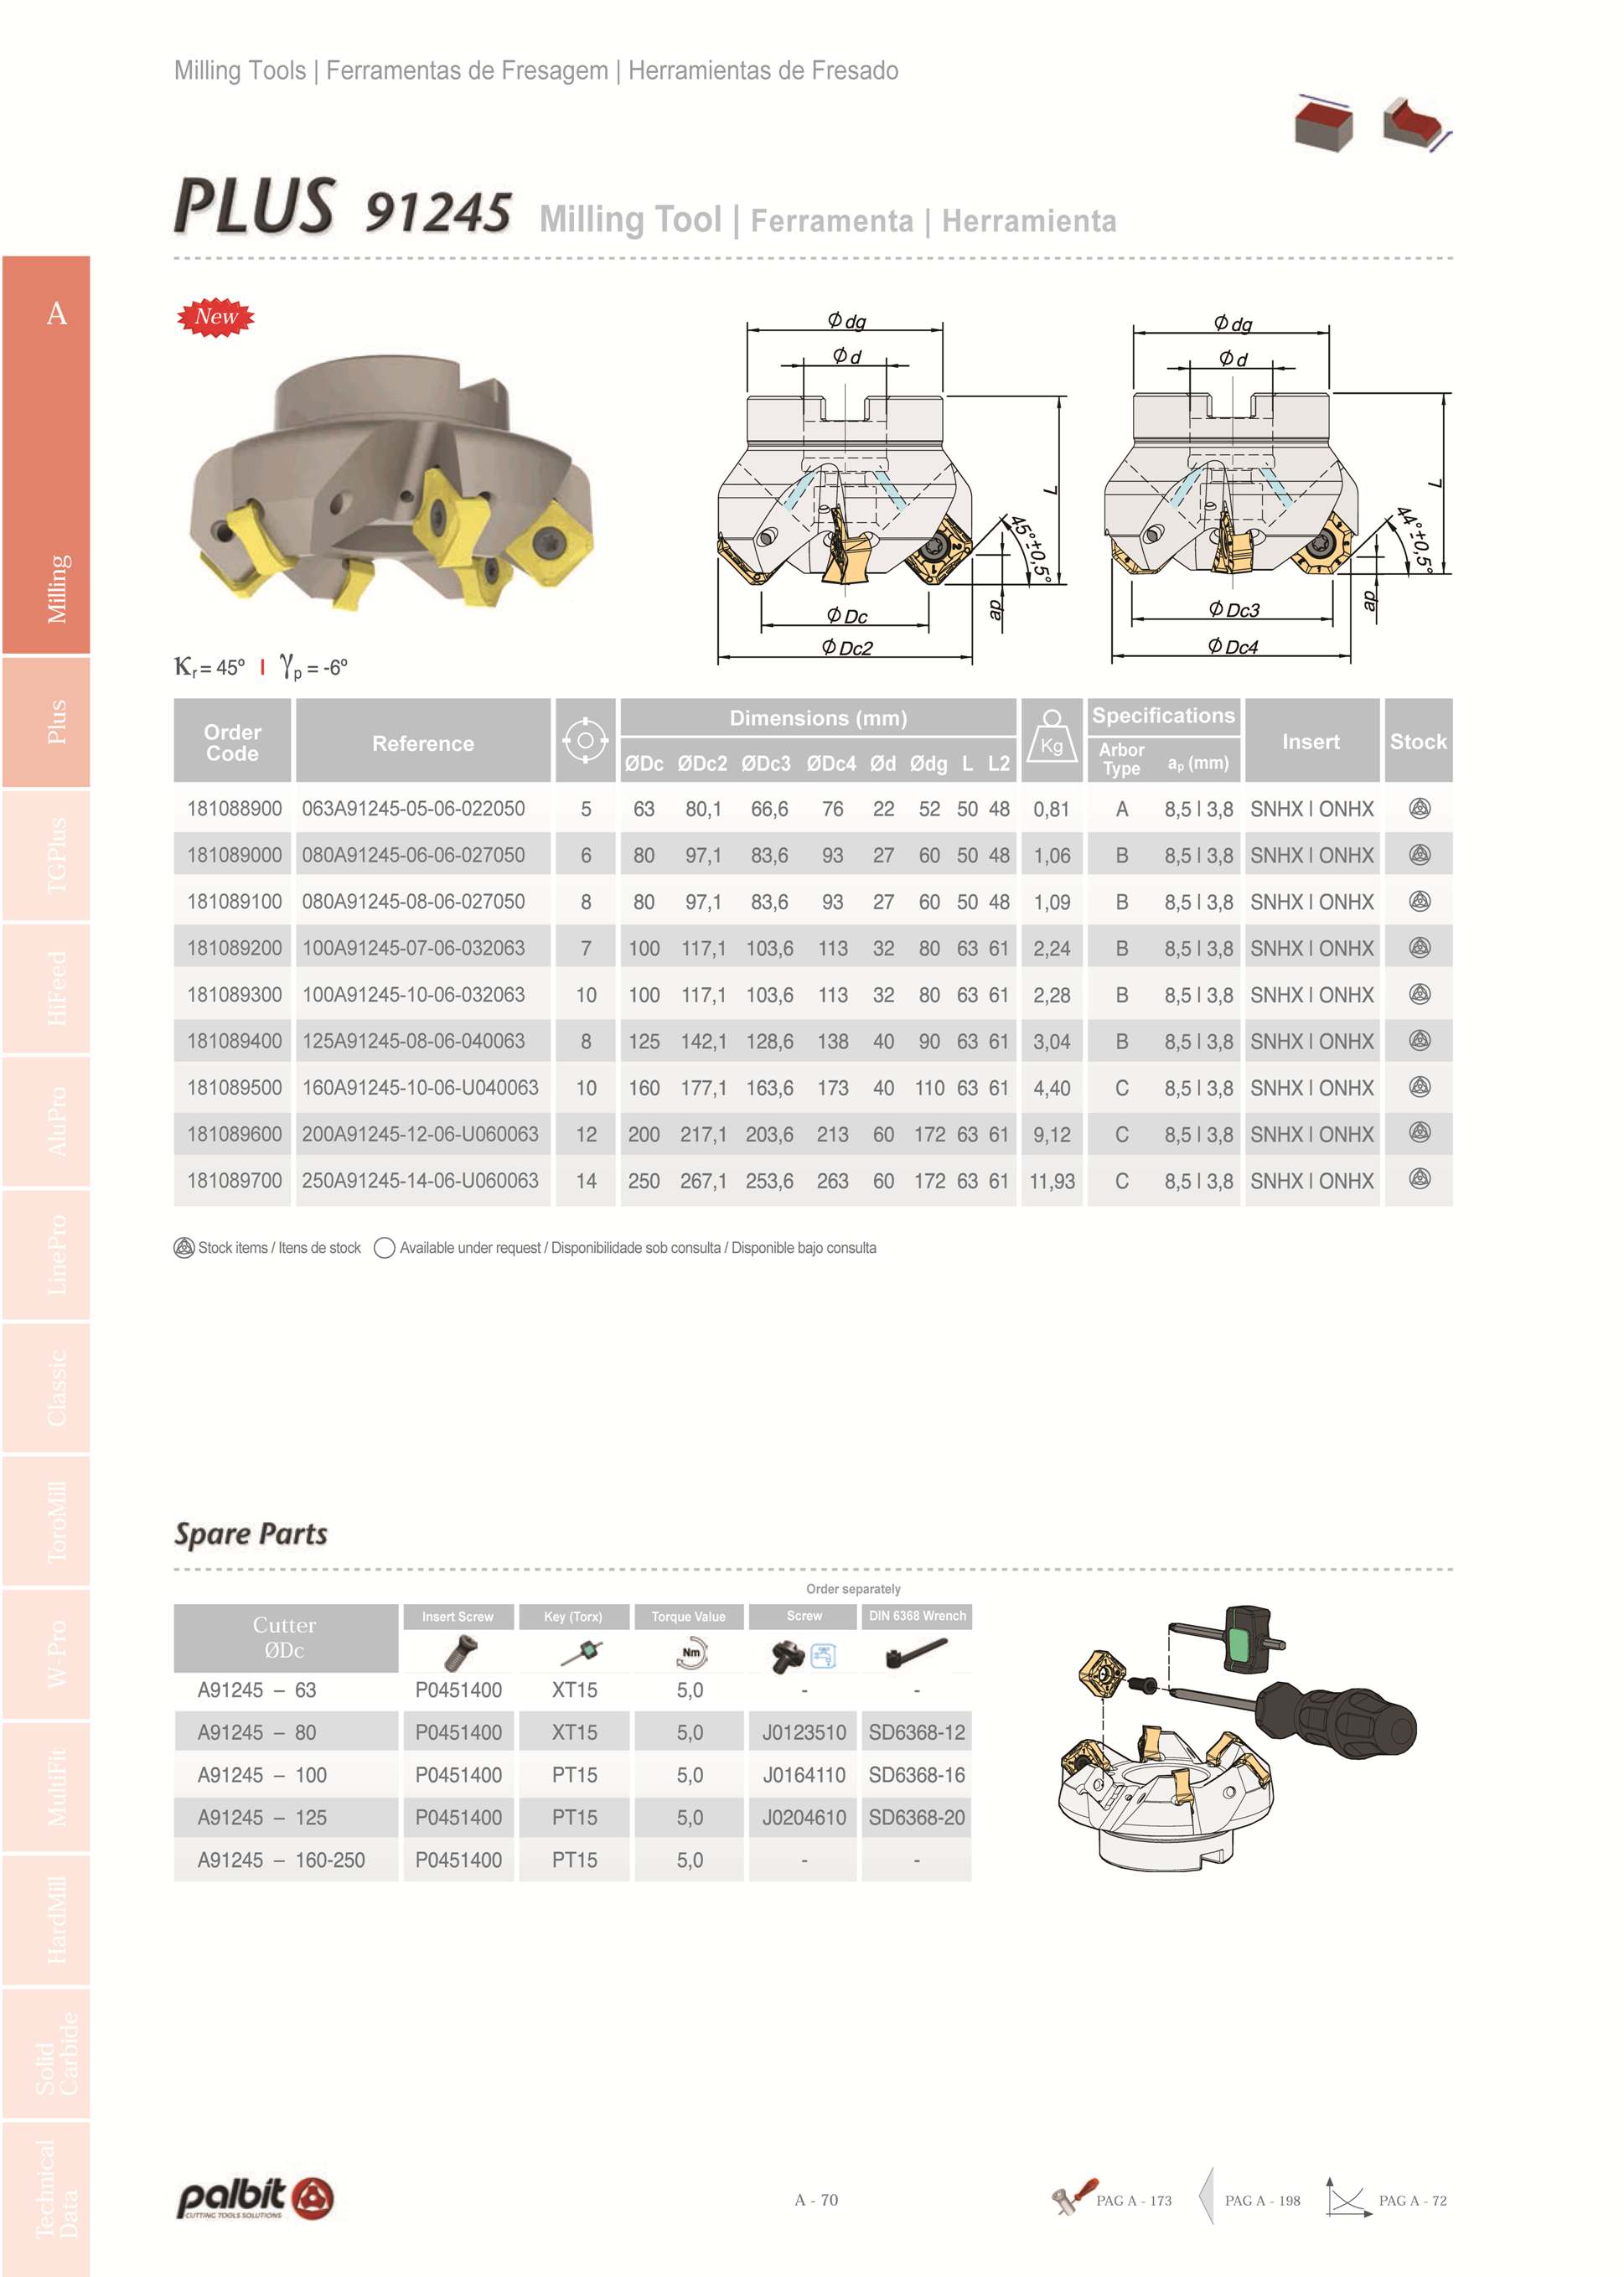 Milling Tools | Ferramentas de Fresagem | Herramientas de Fresado
PLUS 91245 Milling Tool | Ferramenta | Herramienta
A
Milling
Plus
TGPlus
HiFeed
AluPro
LinePro
Classic
ToroMill
W-Pro
MultiFit
HardMill
Solid
Carbide
Technical
Data
New
Ф dg
Ф d
L
45°±0,5°
ap
Ф Dc
Ф Dc2
Ф dg
Ф d
L
44°±0,5°
ap
Ф Dc3
Ф Dc4
Kr = 45º | γp = -6º
Order Code Reference Dimensions (mm) Kg Specifications Insert Stock
ØDc ØDc2 ØDc3 ØDc4 Ød Ødg L L2 Arbor Type ap (mm)
181088900 063A91245-05-06-022050 5 63 80,1 66,6 76 22 52 50 48 0,81 A 8,5 | 3,8 SNHX | ONHX
181089000 080A91245-06-06-027050 6 80 97,1 83,6 93 27 60 50 48 1,06 B 8,5 | 3,8 SNHX | ONHX
181089100 080A91245-08-06-027050 8 80 97,1 83,6 93 27 60 50 48 1,09 B 8,5 | 3,8 SNHX | ONHX
181089200 100A91245-07-06-032063 7 100 117,1 103,6 113 32 80 63 61 2,24 B 8,5 | 3,8 SNHX | ONHX
181089300 100A91245-10-06-032063 10 100 117,1 103,6 113 32 80 63 61 2,28 B 8,5 | 3,8 SNHX | ONHX
181089400 125A91245-08-06-040063 8 125 142,1 128,6 138 40 90 63 61 3,04 B 8,5 | 3,8 SNHX | ONHX
181089500 160A91245-10-06-U040063 10 160 177,1 163,6 173 40 110 63 61 4,40 C 8,5 | 3,8 SNHX | ONHX
181089600 200A91245-12-06-U060063 12 200 217,1 203,6 213 60 172 63 61 9,12 C 8,5 | 3,8 SNHX | ONHX
181089700 250A91245-14-06-U060063 14 250 267,1 253,6 263 60 172 63 61 11,93 C 8,5 | 3,8 SNHX | ONHX
Stock items / Itens de stock Available under request / Disponibilidade sob consulta / Disponible bajo consulta
Spare Parts
Order separately
Cutter ØDc Insert Screw Key (Torx) Torque Value Screw DIN 6368 Wrench
Nm
A91245 – 63 P0451400 XT15 5,0 - -
A91245 – 80 P0451400 XT15 5,0 J0123510 SD6368-12
A91245 – 100 P0451400 PT15 5,0 J0164110 SD6368-16
A91245 – 125 P0451400 PT15 5,0 J0204610 SD6368-20
A91245 – 160-250 P0451400 PT15 5,0 - -
palbit
CUTTING TOOLS SOLUTIONS
A - 70
PAG A - 173
PAG A - 198
PAG A - 72